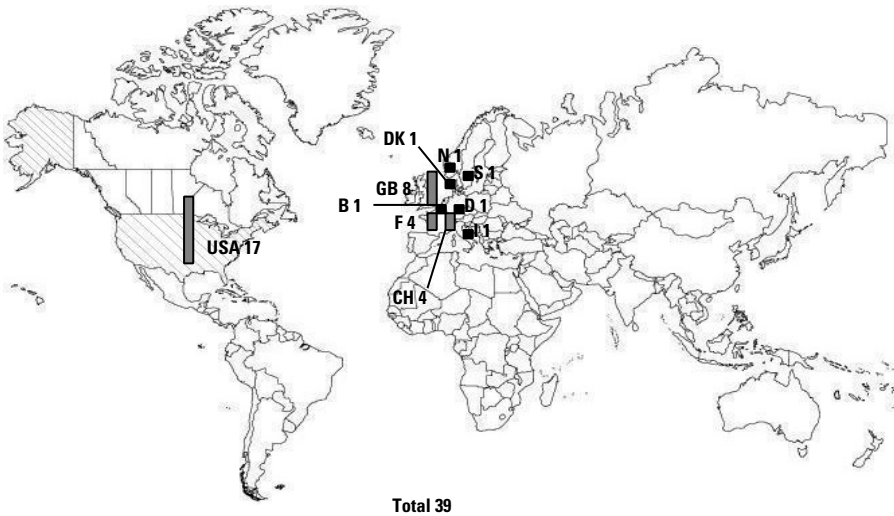 DK 1
N 1
S 1
GB 8
B 1
D 1
F 4
I 1
USA 17
CH 4
Total 39